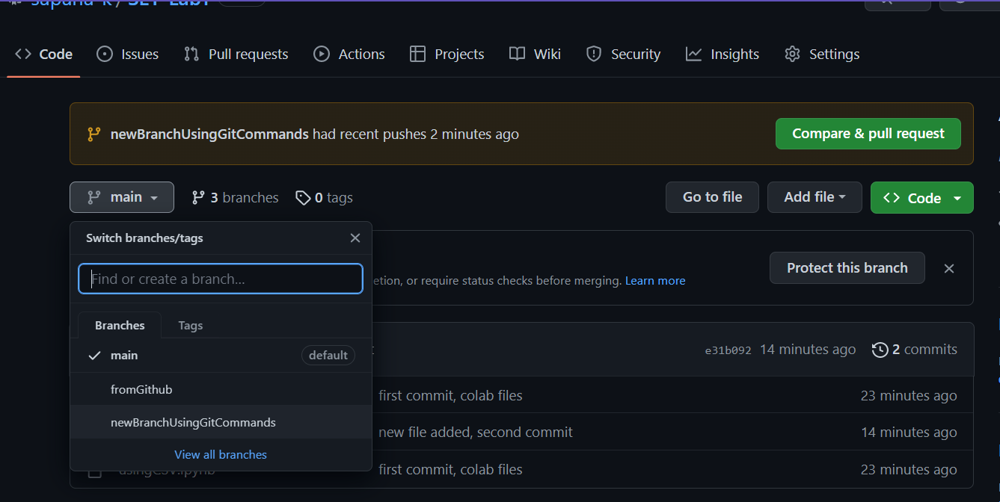 Code Issues Pull requests Actions Projects Wiki Security Insights Settings
newBranchUsingGitCommands had recent pushes 2 minutes ago Compare & pull request
main 3 branches 0 tags Go to file Add file Code
Switch branches/tags
Protect this branch
Find or create a branch...
etion, or require status checks before merging. Learn more
Branches Tags
main default
e31b092 14 minutes ago 2 commits
fromGithub
first commit, colab files 23 minutes ago
newBranchUsingGitCommands
new file added, second commit 14 minutes ago
View all branches
first commit, colab files 23 minutes ago